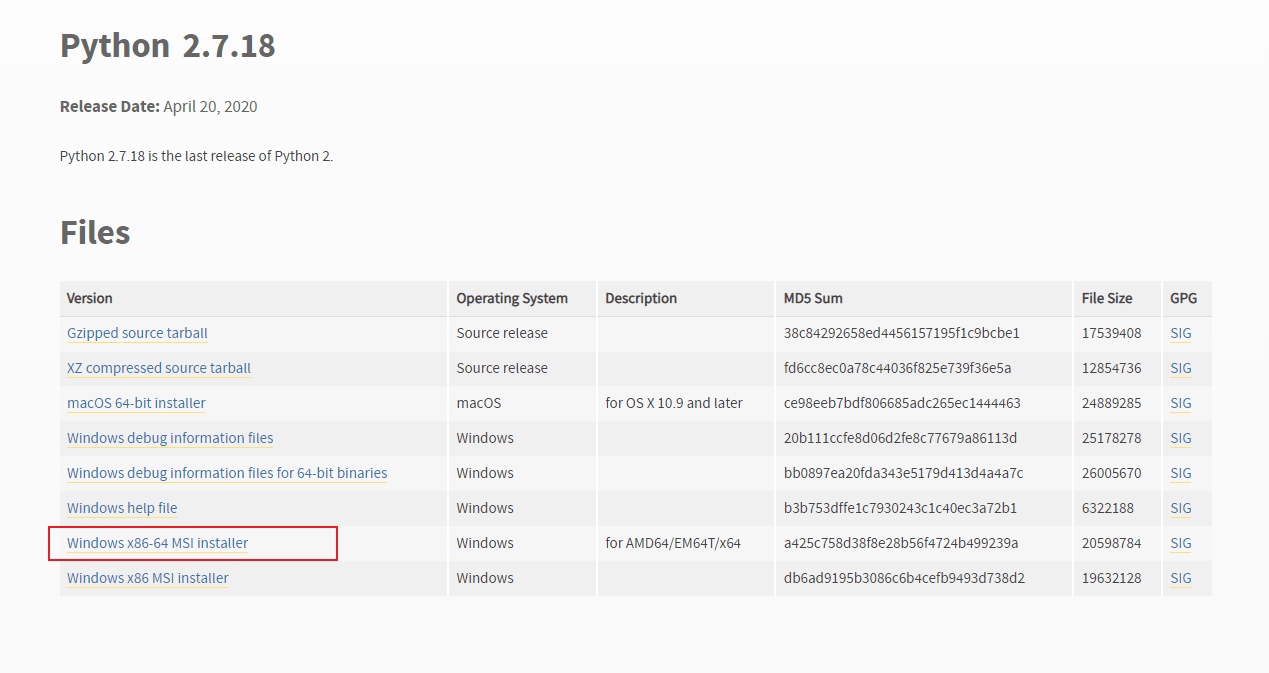 Python 2.7.18
Release Date: April 20, 2020
Python 2.7.18 is the last release of Python 2.
Files
Version Operating System Description MD5 Sum File Size GPG
Gzipped source tarball Source release 38c84292658ed4456157195f1c9bcbe1 17539408 SIG
XZ compressed source tarball Source release fd6cc8ec0a78c44036f825e739f36e5a 12854736 SIG
macOS 64-bit installer macOS for OS X 10.9 and later ce98eeb7bdf806685adc265ec1444463 24889285 SIG
Windows debug information files Windows 20b111ccfe8d06d2fe8c77679a86113d 25178278 SIG
Windows debug information files for 64-bit binaries Windows bb0897ea20fda343e5179d413d4a4a7c 26005670 SIG
Windows help file Windows b3b753dffe1c7930243c1c40ec3a72b1 6322188 SIG
Windows x86-64 MSI installer Windows for AMD64/EM64T/x64 a425c758d38f8e28b56f4724b499239a 20598784 SIG
Windows x86 MSI installer Windows db6ad9195b3086c6b4cefb9493d738d2 19632128 SIG